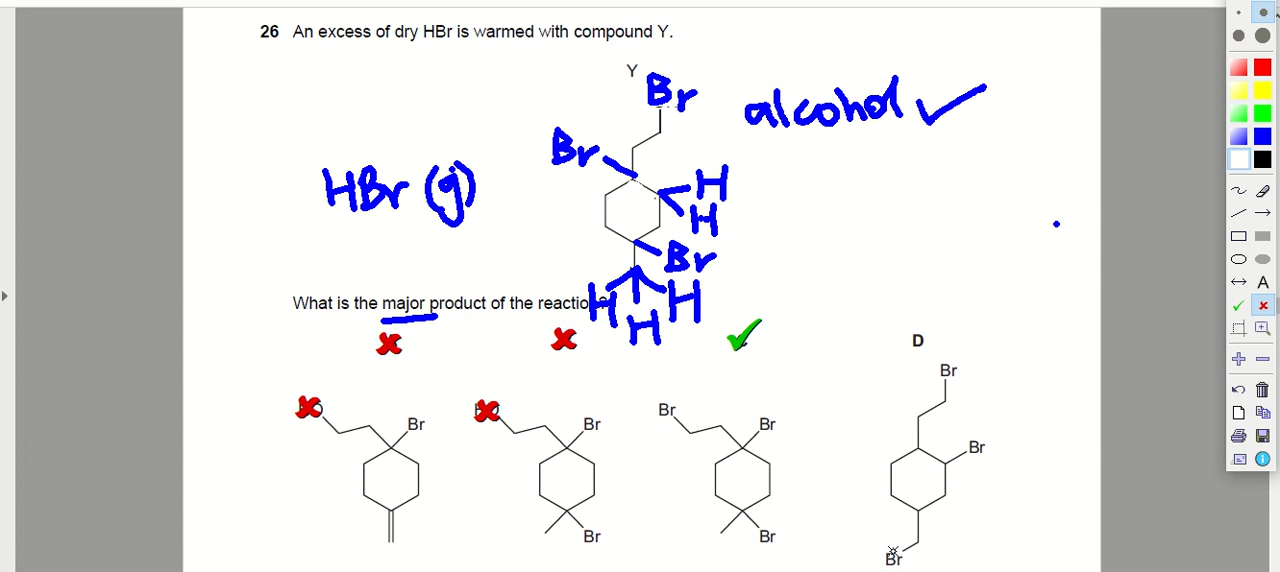 26 An excess of dry HBr is warmed with compound Y.
Y
Br
alcohol
Br
HBr (g)
H
H
Br
What is the major product of the reactio
H
H
H
D
Br
Br
Br
Br
Br
Br
Br
Br
Br
Br
A